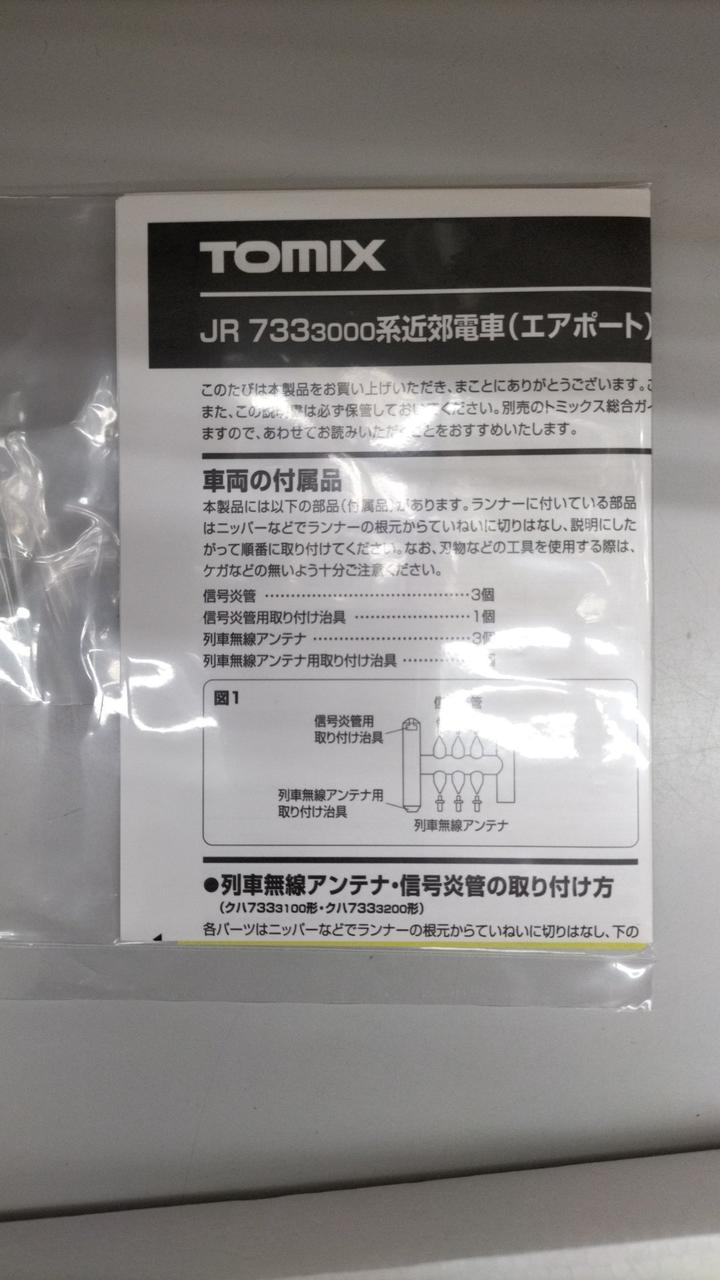 TOMIX
JR 733 3000系近郊電車(エアポート)
このたびは本製品をお買い上げいただき、まことにありがとうございます。
また、この説明書は必ず保管しておいてください。別売のトミックス総合ガイ
ますので、あわせてお読みいただくことをおすすめいたします。
車両の付属品
本製品には以下の部品(付属品)があります。ランナーに付いている部品
はニッパーなどでランナーの根元からていねいに切りはなし、説明にした
がって順番に取り付けてください。なお、刃物などの工具を使用する際は、
ケガなどの無いよう十分ご注意ください。
信号炎管 ……………………………… 3個
信号炎管用取り付け治具 ……………… 1個
列車無線アンテナ ……………………… 3個
列車無線アンテナ用取り付け治具 ………
図1
信号炎管用
取り付け治具
列車無線アンテナ用
取り付け治具
列車無線アンテナ
●列車無線アンテナ・信号炎管の取り付け方
(クハ733 3100形・クハ733 3200形)
各パーツはニッパーなどでランナーの根元からていねいに切りはなし、下の